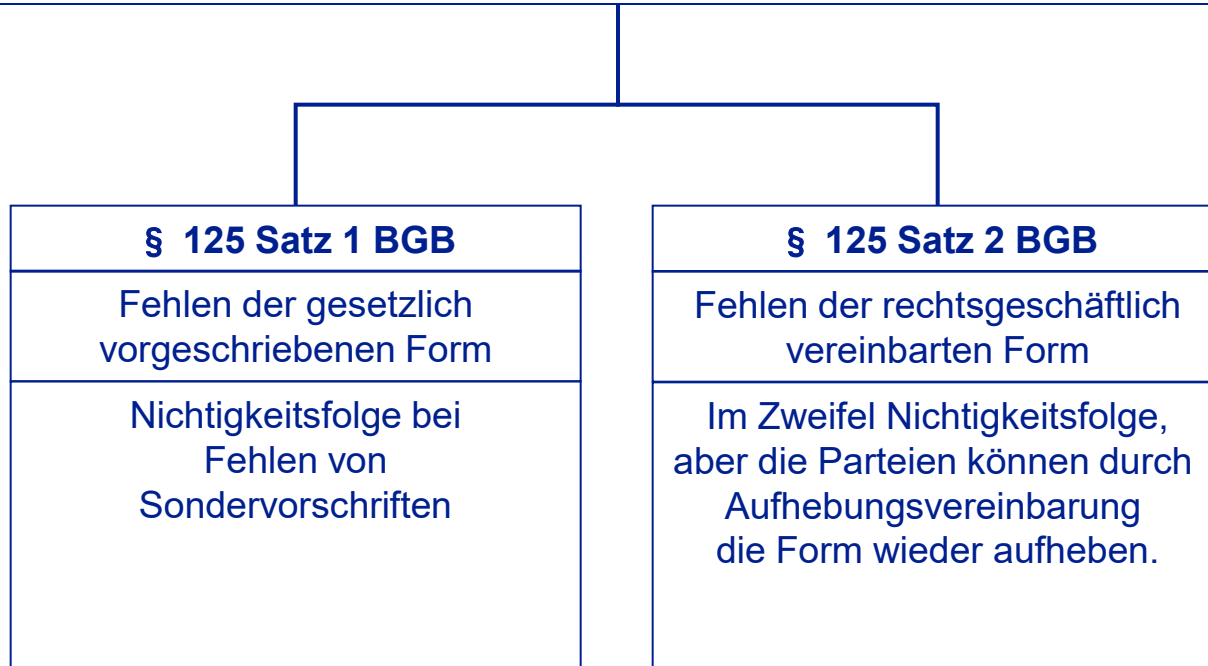 § 125 Satz 1 BGB
Fehlen der gesetzlich
vorgeschriebenen Form
Nichtigkeitsfolge bei
Fehlen von
Sondervorschriften
§ 125 Satz 2 BGB
Fehlen der rechtsgeschäftlich
vereinbarten Form
Im Zweifel Nichtigkeitsfolge,
aber die Parteien können durch
Aufhebungsvereinbarung
die Form wieder aufheben.